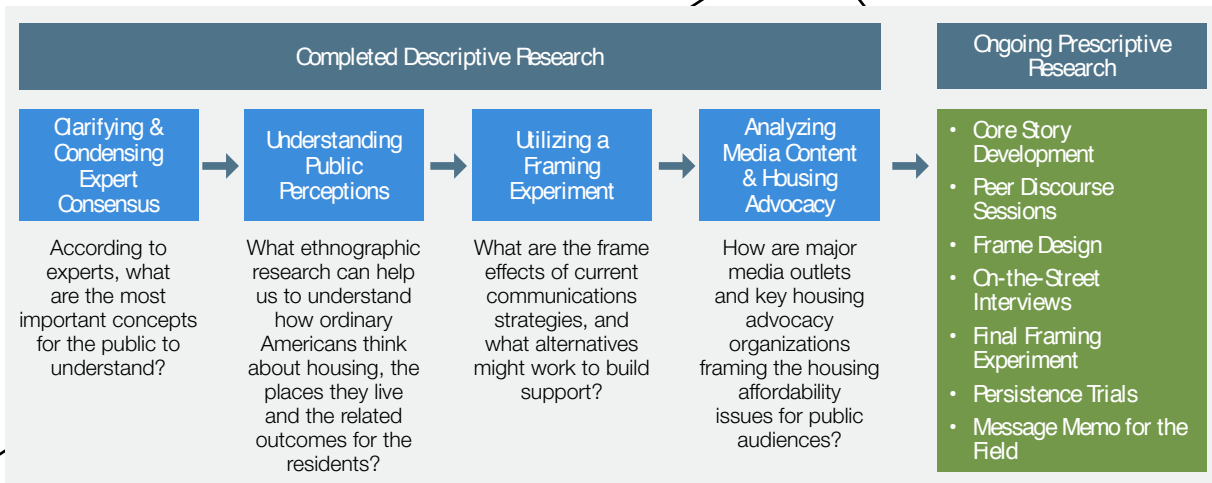 Completed Descriptive Research
Ongoing Prescriptive
Research
Clarifying &
Condensing
Expert
Consensus
Understanding
Public
Perceptions
Utilizing a
Framing
Experiment
Analyzing
Media Content
& Housing
Advocacy
According to
experts, what
are the most
important concepts
for the public to
understand?
What ethnographic
research can help
us to understand
how ordinary
Americans think
about housing, the
places they live
and the related
outcomes for the
residents?
What are the frame
effects of current
communications
strategies, and
what alternatives
might work to build
support?
How are major
media outlets
and key housing
advocacy
organizations
framing the housing
affordability
issues for public
audiences?
• Core Story
Development
• Peer Discourse
Sessions
• Frame Design
• On-the-Street
Interviews
• Final Framing
Experiment
• Persistence Trials
• Message Memo for the
Field